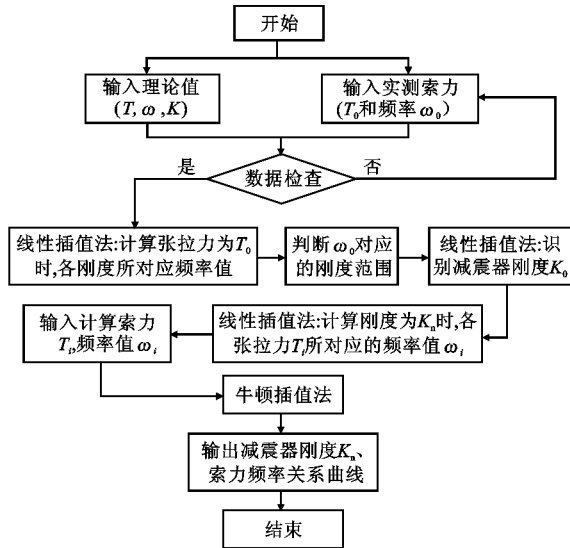 开始
输入理论值
(T, ω ,K)
输入实测索力
(T₀和频率ω₀)
是
数据检查
否
线性插值法:计算张拉力为T₀
时,各刚度所对应频率值
判断ω₀对应
的刚度范围
线性插值法:识
别减震器刚度K₀
输入计算索力
Tᵢ,频率值ωᵢ
线性插值法:计算刚度为Kₙ时,各
张拉力Tᵢ所对应的频率值ωᵢ
牛顿插值法
输出减震器刚度Kₙ、
索力频率关系曲线
结束